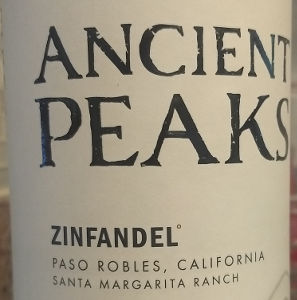 ANCIENT
PEAKS
ZINFANDEL°
PASO ROBLES, CALIFORNIA
SANTA MARGARITA RANCH